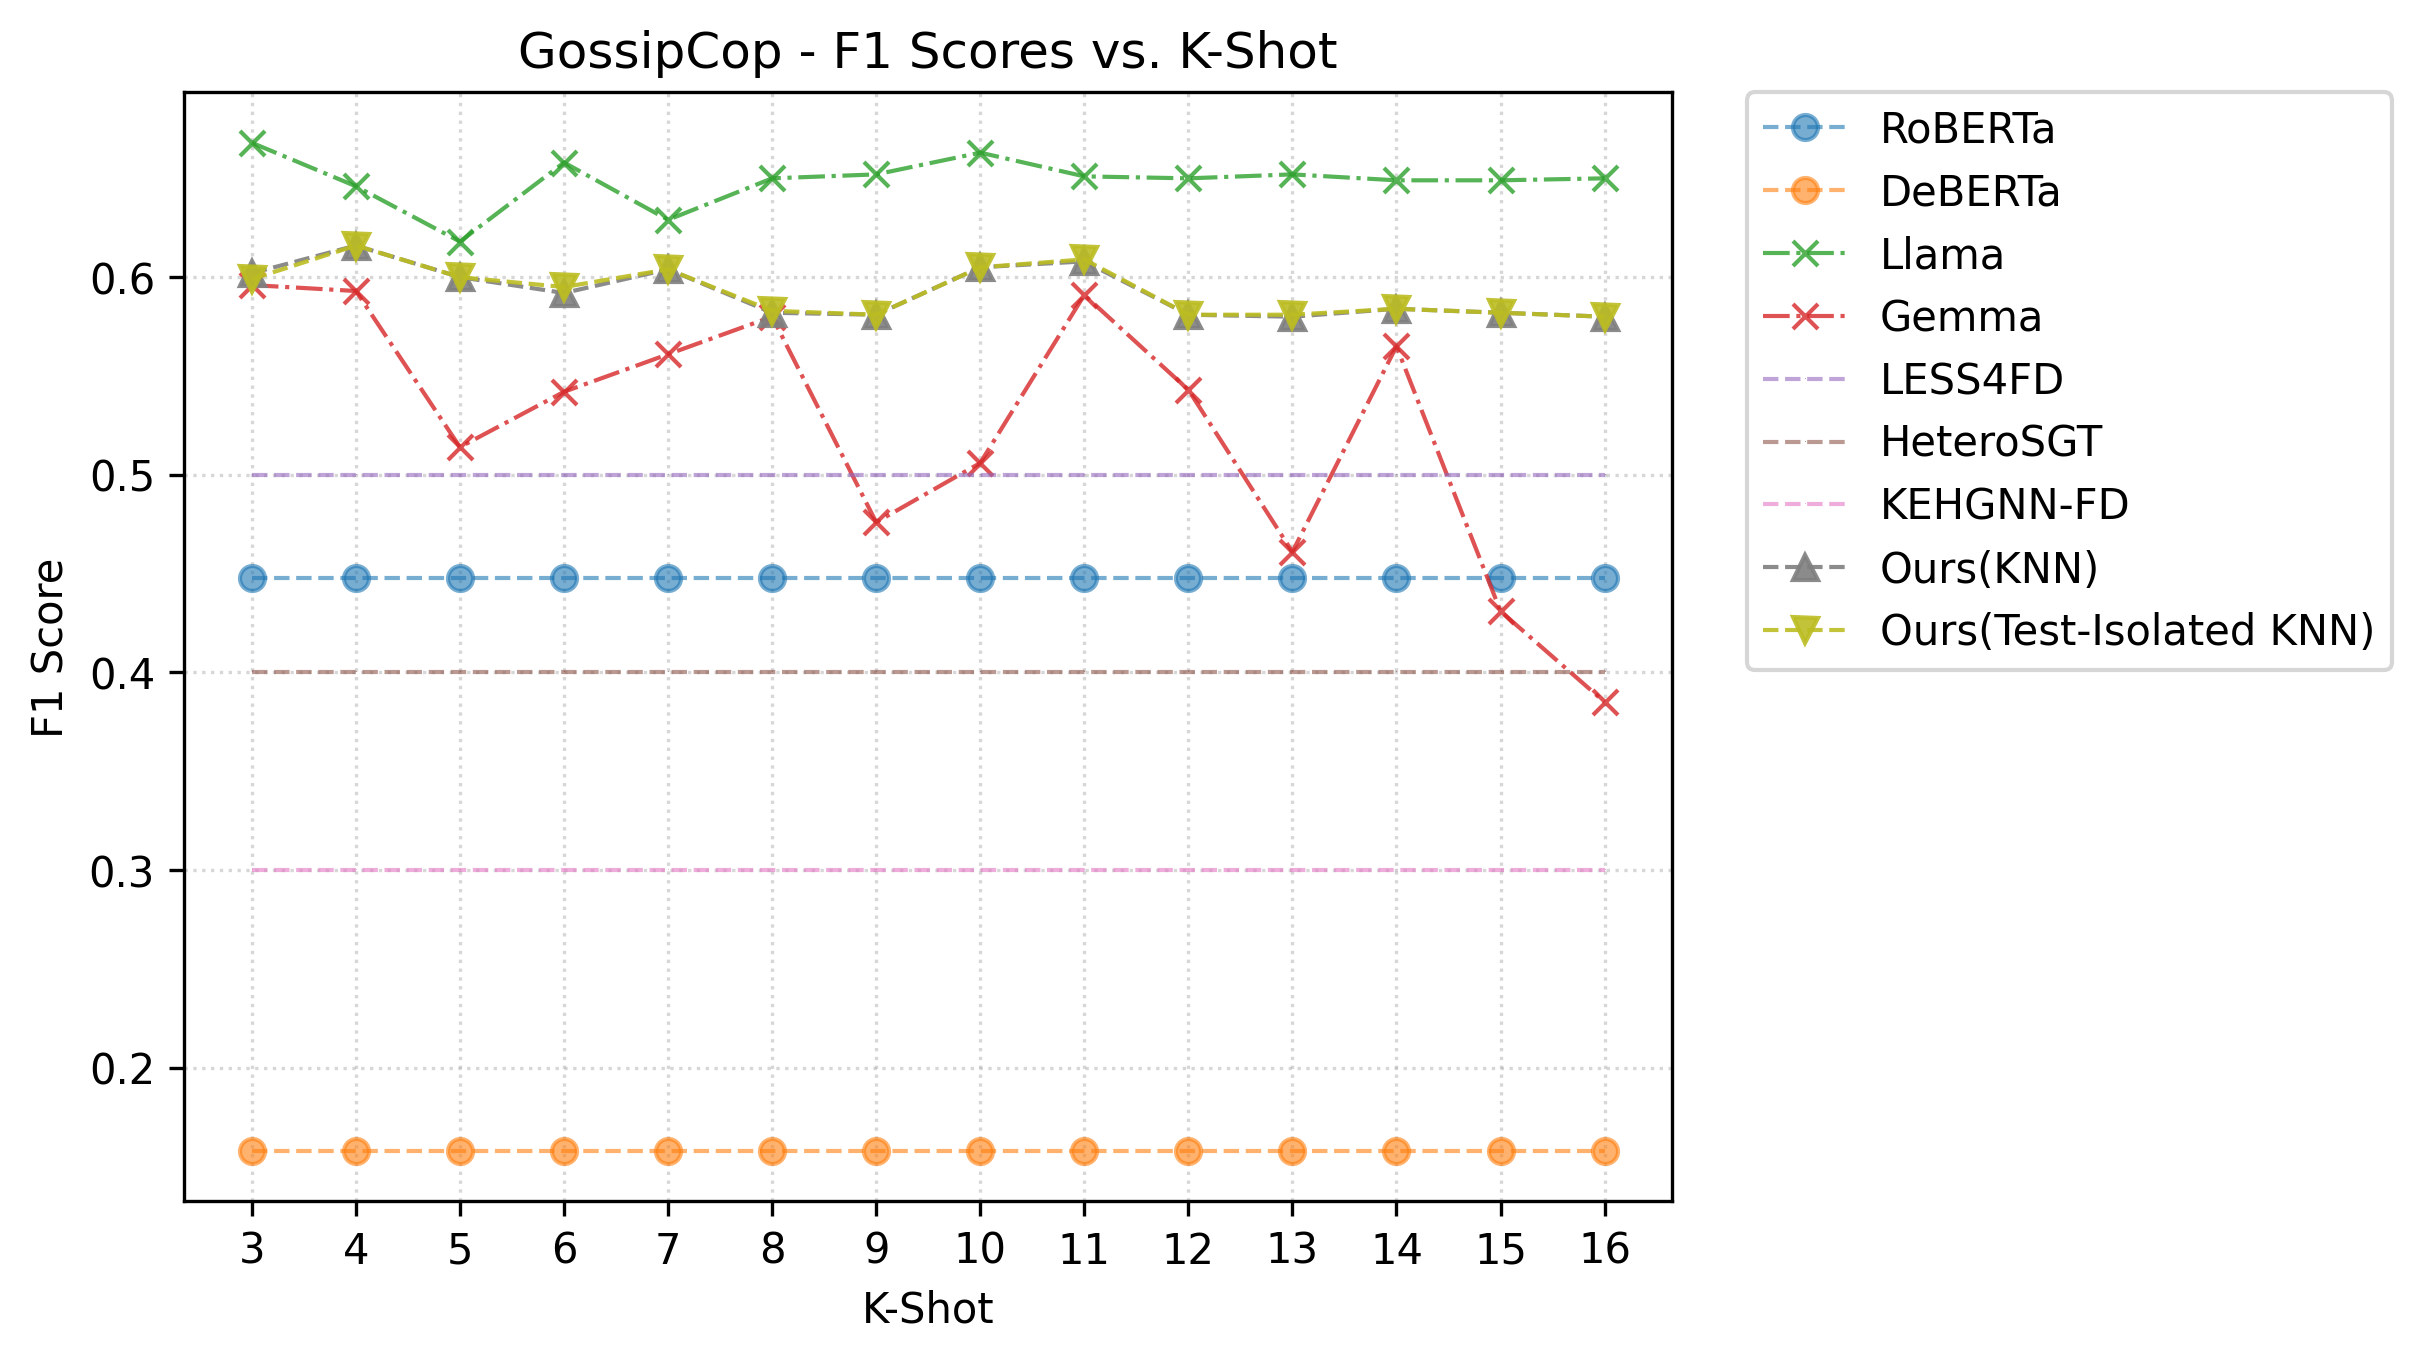 GossipCop - F1 Scores vs. K-Shot
RoBERTa
DeBERTa
Llama
Gemma
LESS4FD
HeteroSGT
KEHGNN-FD
Ours(KNN)
Ours(Test-Isolated KNN)
F1 Score
0.6
0.5
0.4
0.3
0.2
3 4 5 6 7 8 9 10 11 12 13 14 15 16
K-Shot